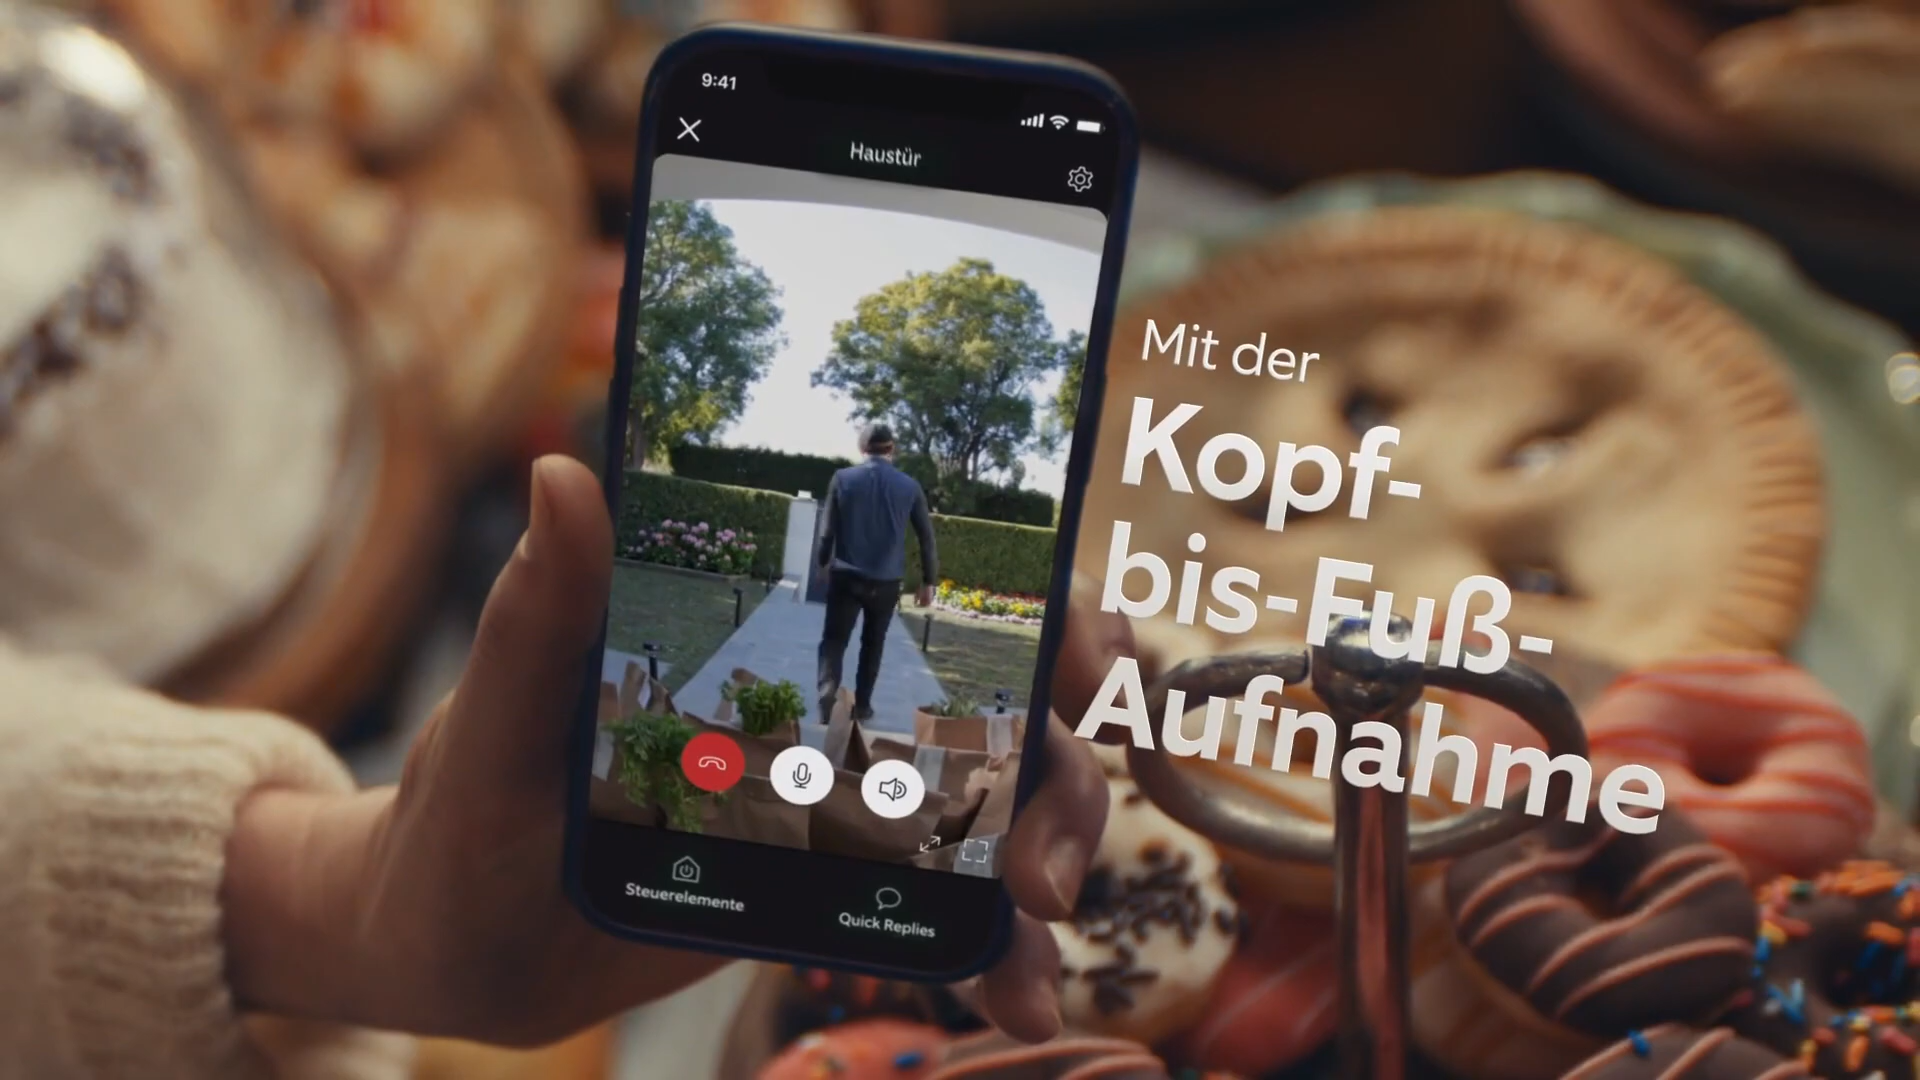 9:41
Haustür
Mit der
Kopf-
bis-Fuß-
Aufnahme
Steuerelemente
Quick Replies